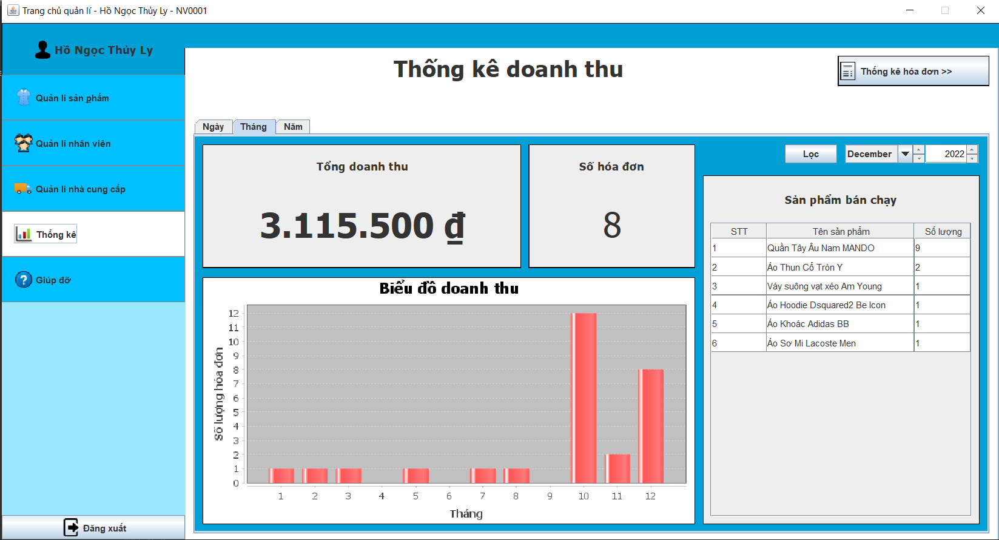 Trang chủ quản lí - Hồ Ngọc Thủy Ly - NV0001
Hồ Ngọc Thủy Ly
Quản lí sản phẩm
Quản lí nhân viên
Quản lí nhà cung cấp
Thống kê
Giúp đỡ
Đăng xuất
Thống kê doanh thu
Thống kê hóa đơn >>
Ngày Tháng Năm
Tổng doanh thu
3.115.500 ₫
Số hóa đơn
8
Lọc December 2022
Biểu đồ doanh thu
Số lượng hóa đơn
12
11
10
9
8
7
6
5
4
3
2
1
0
1 2 3 4 5 6 7 8 9 10 11 12
Tháng
Sản phẩm bán chạy
STT Tên sản phẩm Số lượng
1 Quần Tây Âu Nam MANDO 9
2 Áo Thun Cổ Tròn Y 2
3 Váy suông vạt xéo Am Young 1
4 Áo Hoodie Dsquared2 Be Icon 1
5 Áo Khoác Adidas BB 1
6 Áo Sơ Mi Lacoste Men 1